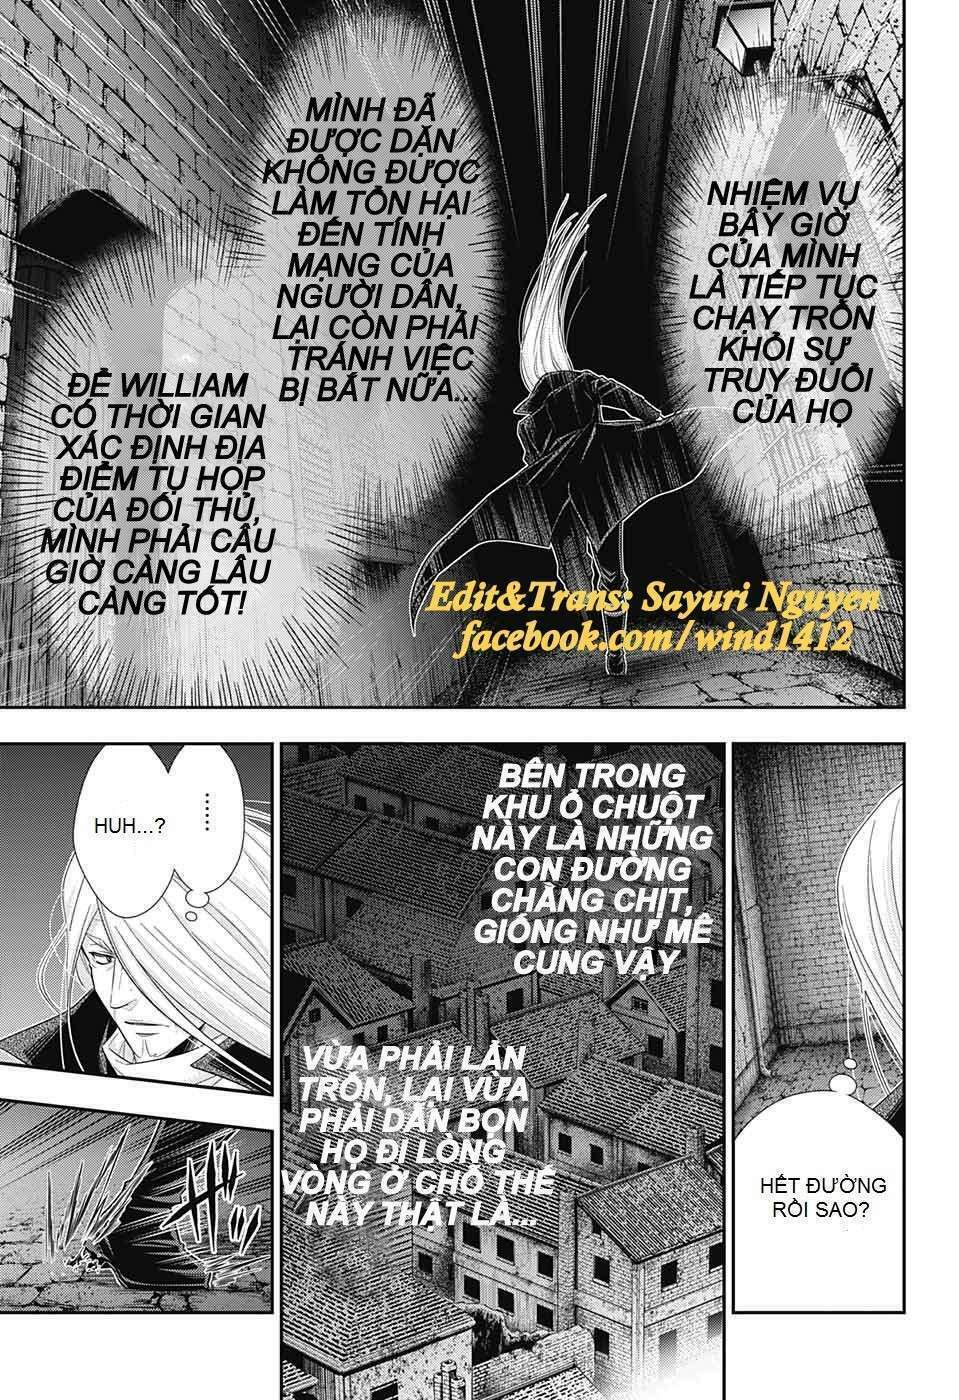 NHIỆM VỤ
BÂY GIỜ
CỦA MÌNH
LÀ TIẾP TỤC
CHẠY TRỐN
KHỎI SỰ
TRUY ĐUỔI
CỦA HỌ
MÌNH ĐÃ
ĐƯỢC DẶN
KHÔNG ĐƯỢC
LÀM TỔN HẠI
ĐẾN TÍNH
MẠNG CỦA
NGƯỜI DÂN,
LẠI CÒN PHẢI
TRÁNH VIỆC
BỊ BẮT NỮA...
ĐỂ WILLIAM
CÓ THỜI GIAN
XÁC ĐỊNH ĐỊA
ĐIỂM TỤ HỌP
CỦA ĐỐI THỦ,
MÌNH PHẢI CÂU
GIỜ CÀNG LÂU
CÀNG TỐT!
Edit&Trans: Sayuri Nguyen
facebook.com/wind1412
HẾT ĐƯỜNG
RỒI SAO?
BÊN TRONG
KHU Ổ CHUỘT
NÀY LÀ NHỮNG
CON ĐƯỜNG
CHẰNG CHỊT,
GIỐNG NHƯ MÊ
CUNG VẬY
VỪA PHẢI LẨN
TRỐN, LẠI VỪA
PHẢI DẪN BỌN
HỌ ĐI LÒNG
VÒNG Ở CHỖ THẾ
NÀY THẬT LÀ...
......
HUH...?